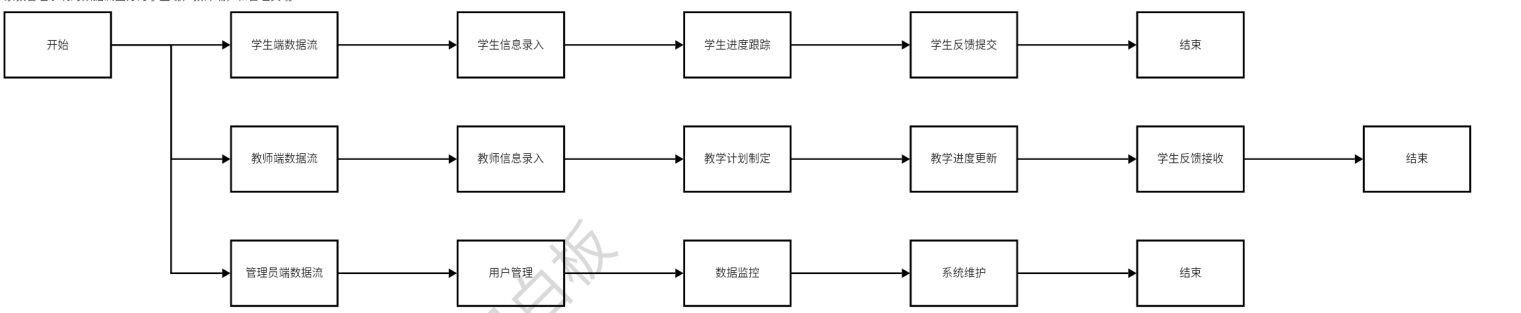 开始
学生端数据流
学生信息录入
学生进度跟踪
学生反馈提交
结束
教师端数据流
教师信息录入
教学计划制定
教学进度更新
学生反馈接收
结束
管理员端数据流
用户管理
数据监控
系统维护
结束
白板